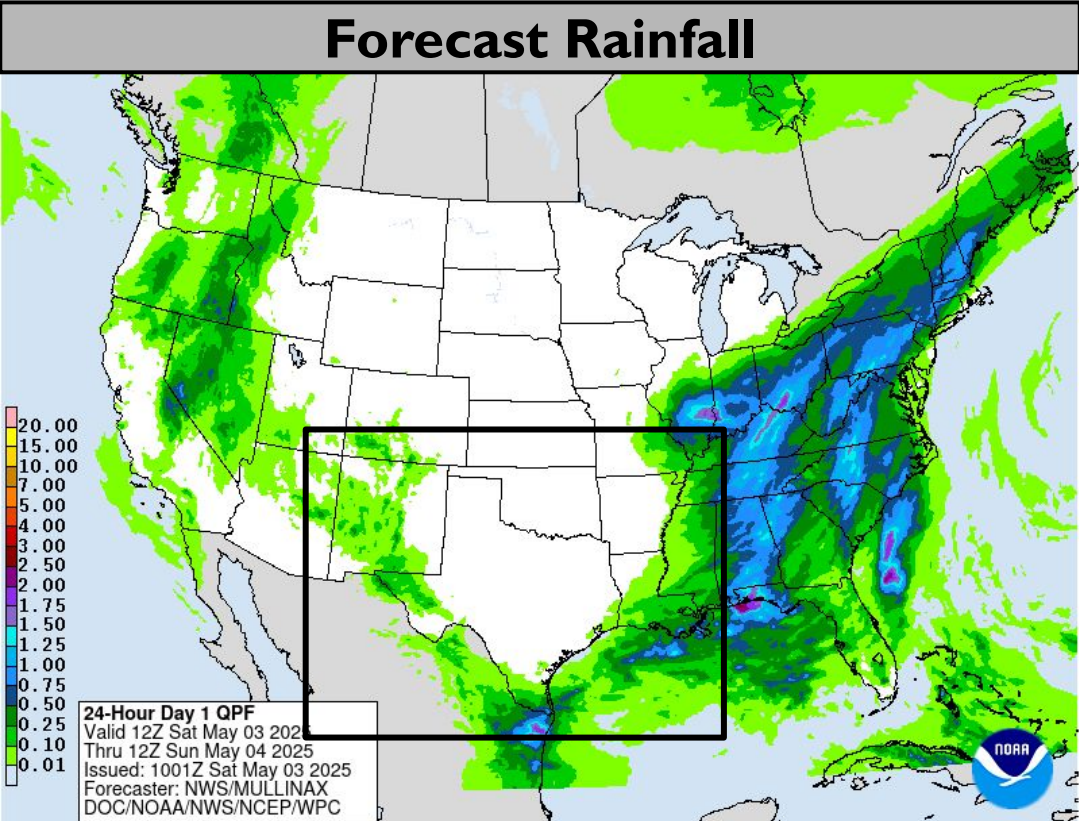 Forecast Rainfall
20.00
15.00
10.00
7.00
5.00
4.00
3.00
2.50
2.00
1.75
1.50
1.25
1.00
0.75
0.50
0.25
0.10
0.01
24-Hour Day 1 QPF
Valid 12Z Sat May 03 2025
Thru 12Z Sun May 04 2025
Issued: 1001Z Sat May 03 2025
Forecaster: NWS/MULLINAX
DOC/NOAA/NWS/NCEP/WPC
NOAA